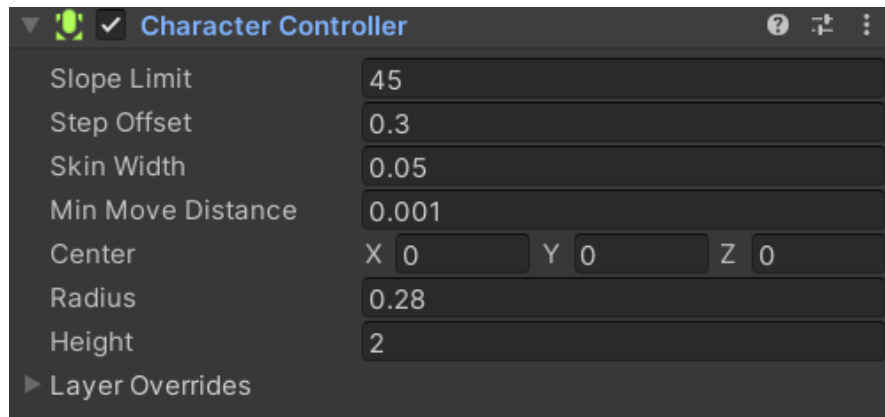 Character Controller
Slope Limit 45
Step Offset 0.3
Skin Width 0.05
Min Move Distance 0.001
Center X 0 Y 0 Z 0
Radius 0.28
Height 2
Layer Overrides